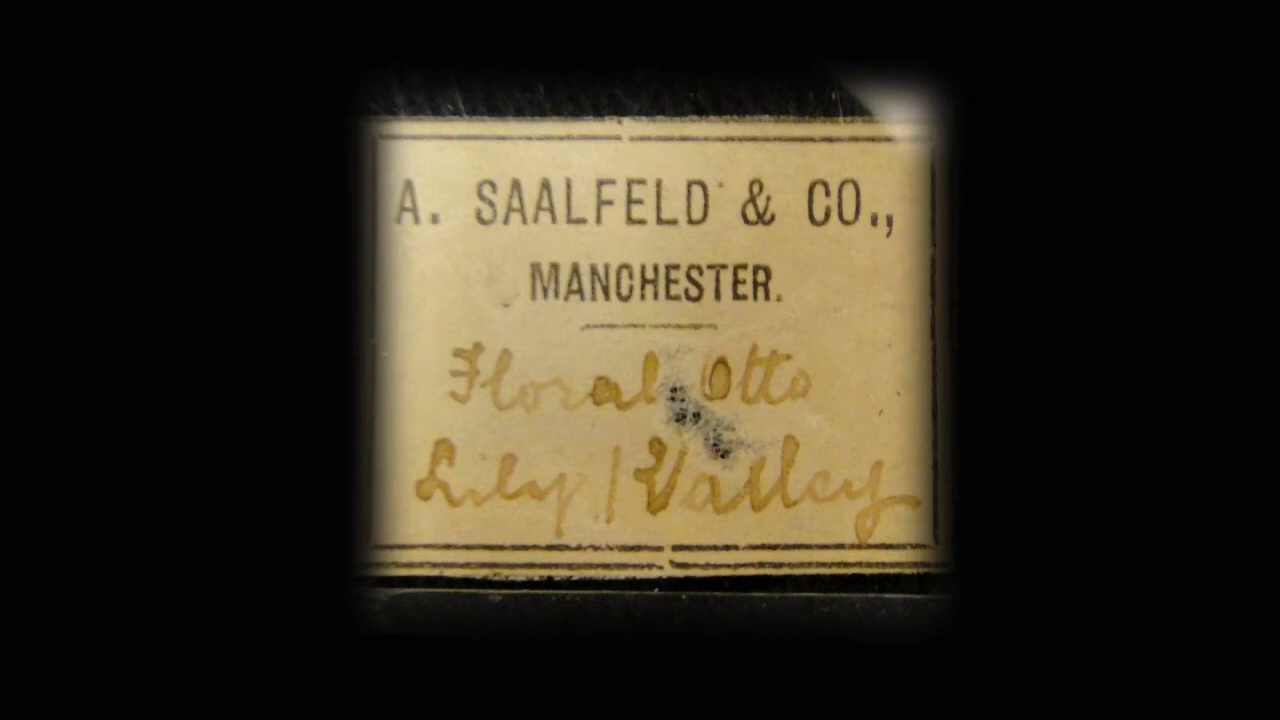 A. SAALFELD & CO.,
MANCHESTER.
Floral Otto
Lily / Valley